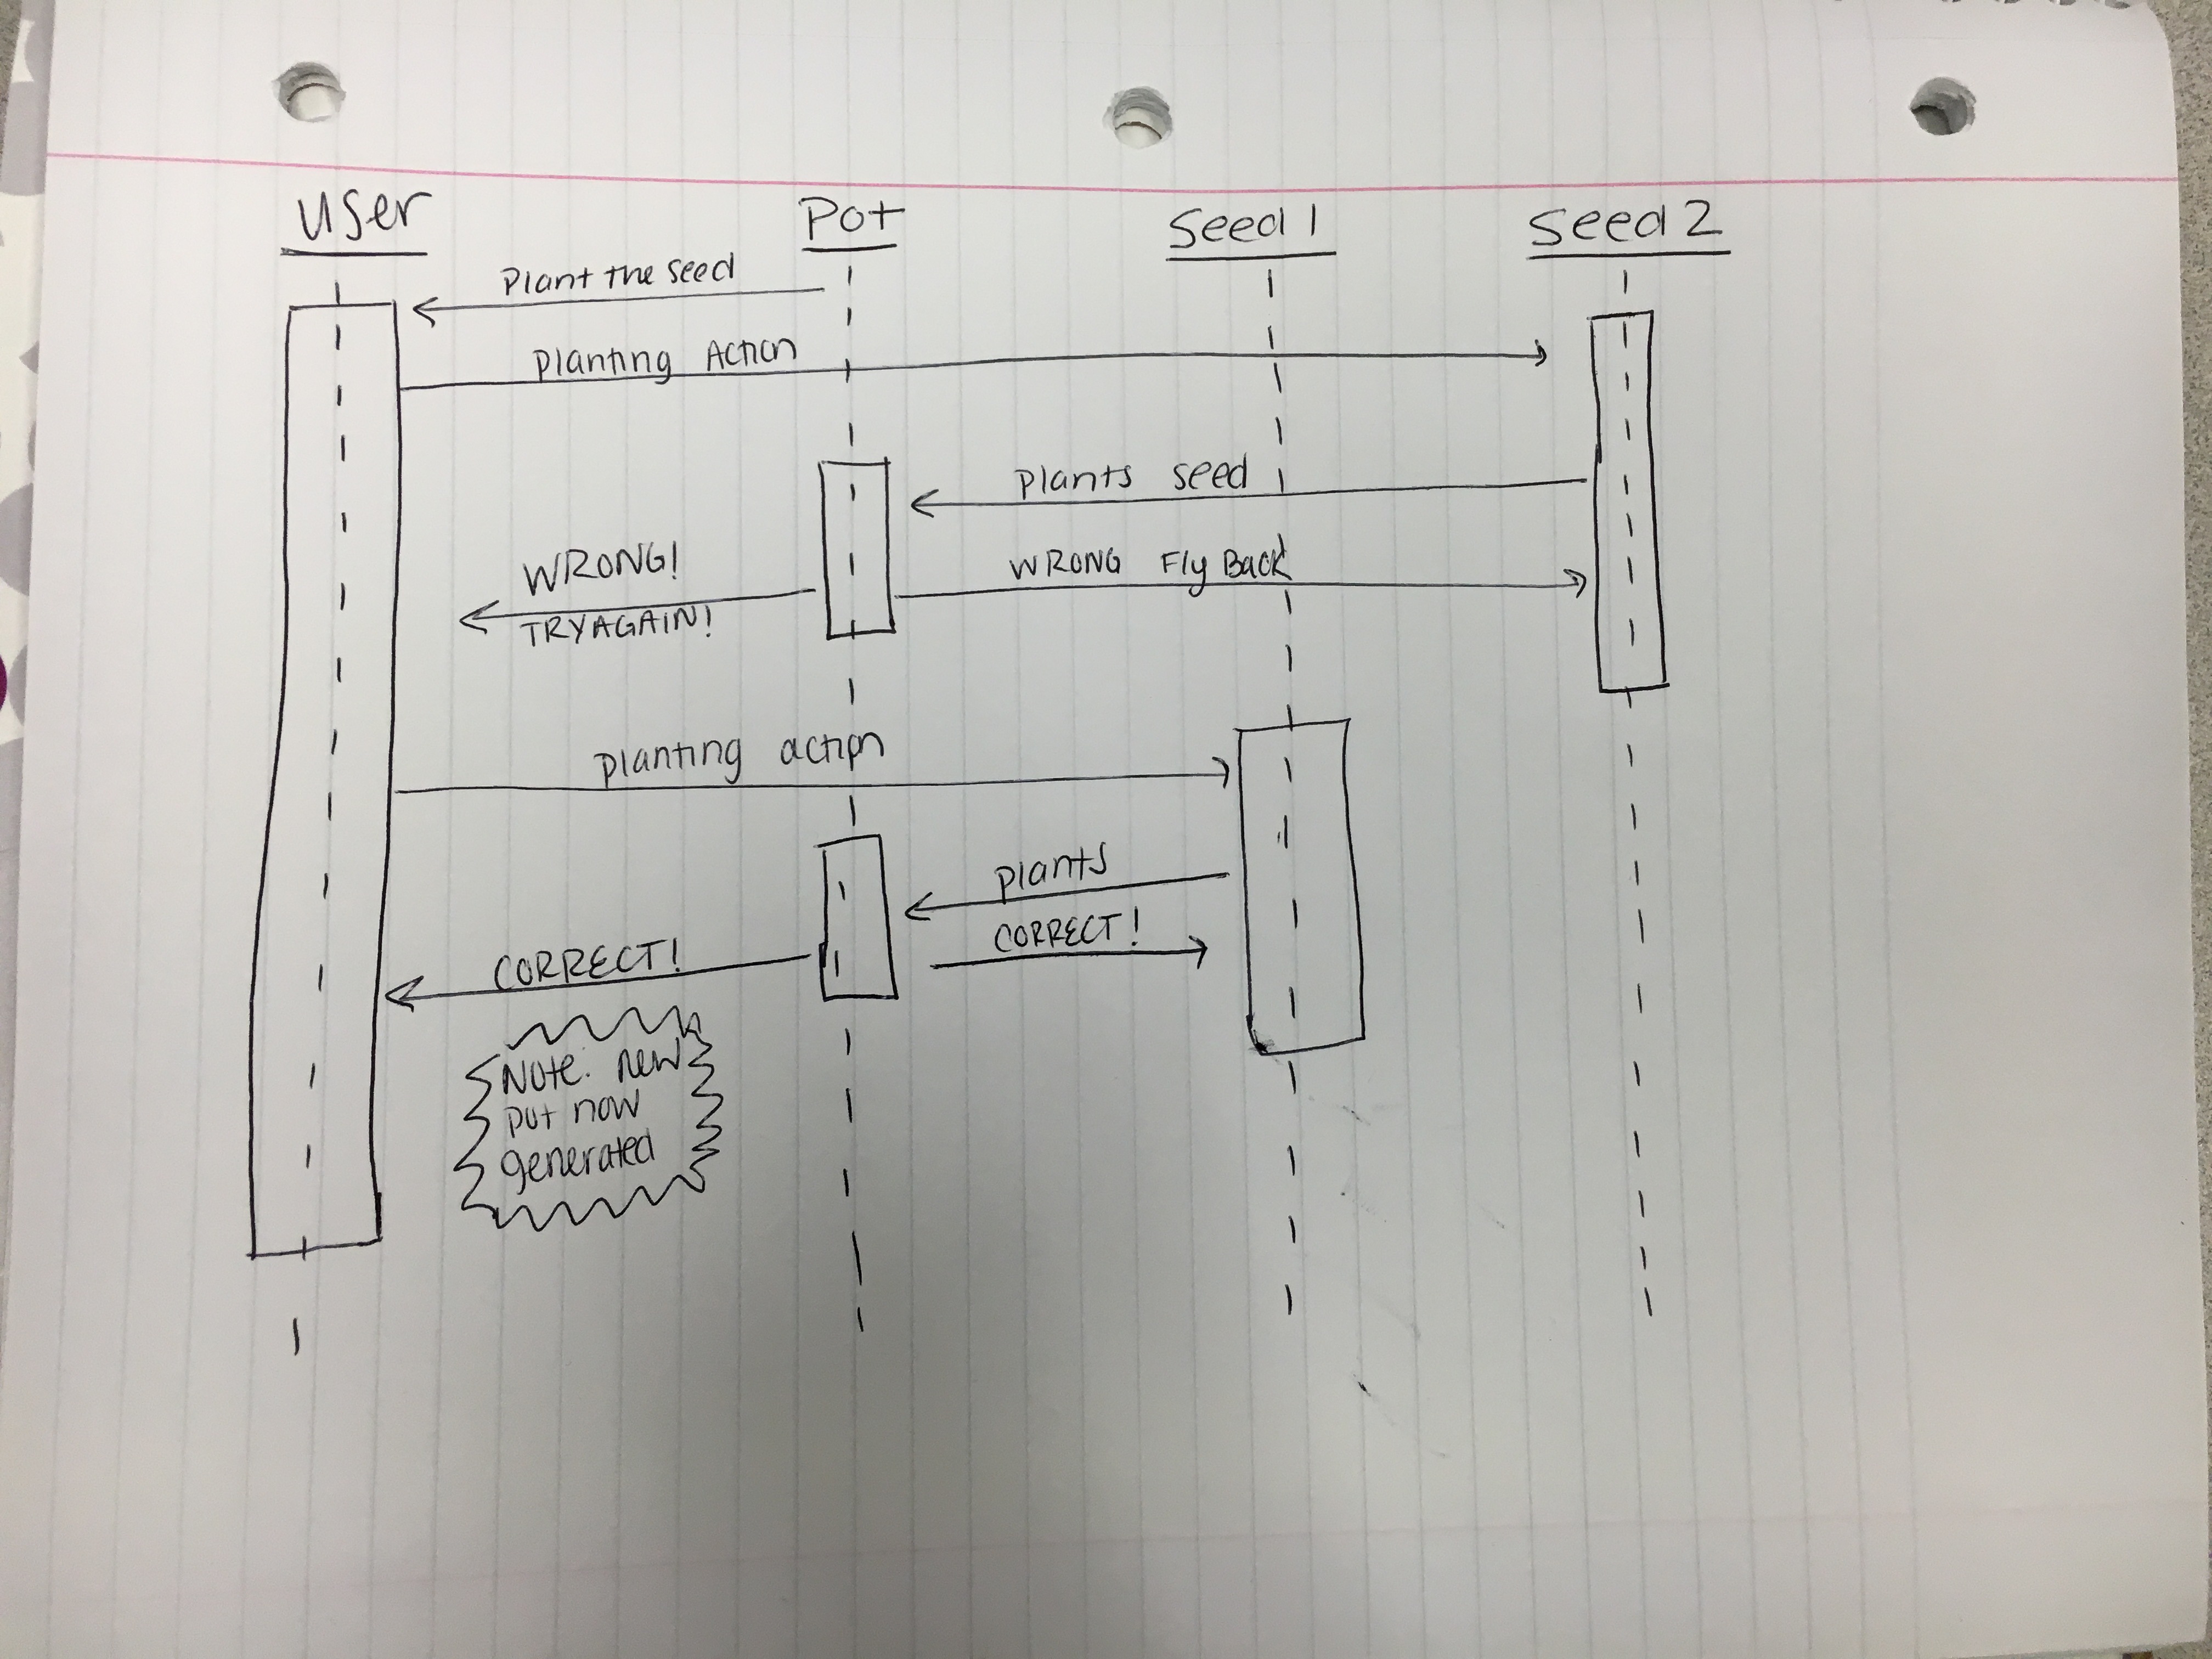 User Pot Seed 1 Seed 2
Plant the seed
Planting Action
Plants seed
WRONG!
TRYAGAIN!
WRONG Fly Back
planting action
plants
CORRECT!
CORRECT!
Note: new
pot now
generated